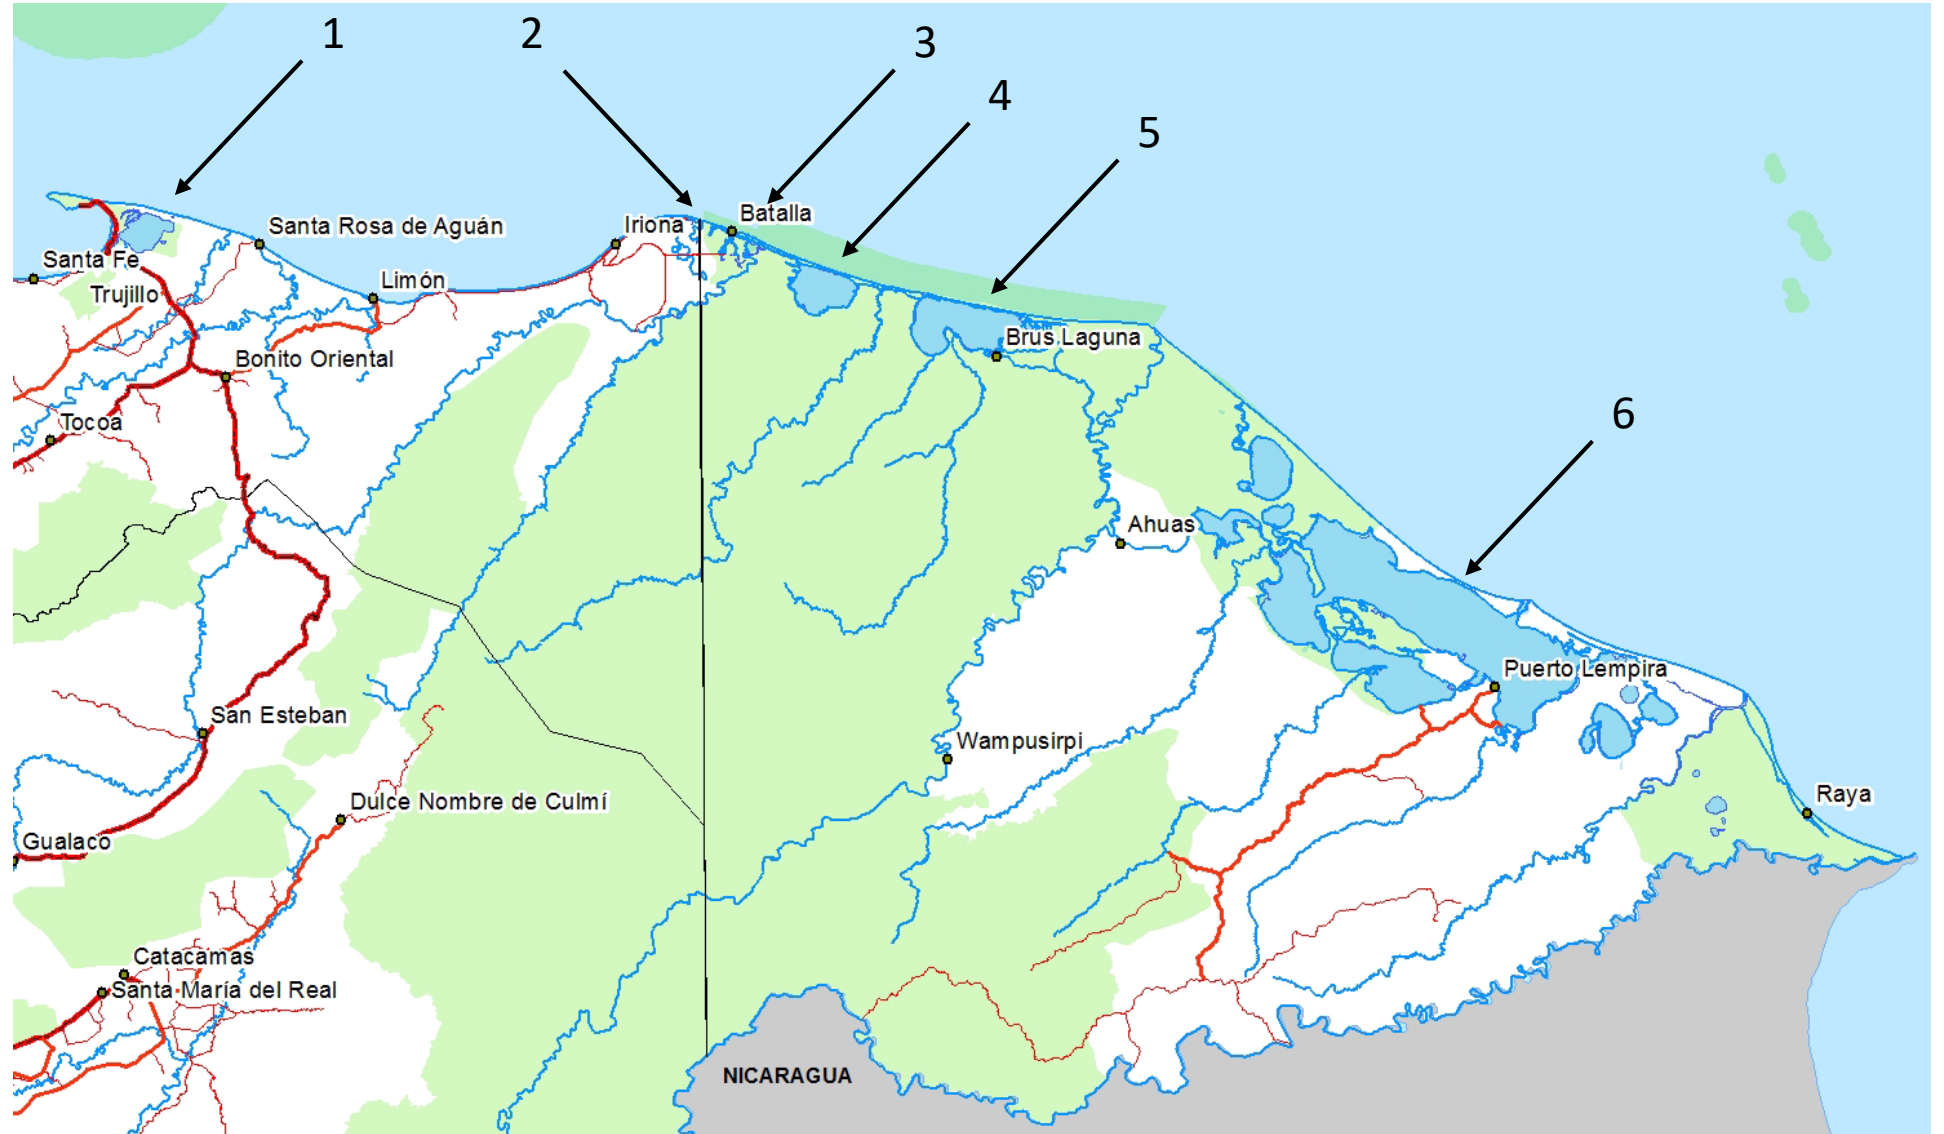 1
2
3
4
5
6
Santa Rosa de Aguán
Iriona
Batalla
Santa Fe
Trujillo
Limón
Brus Laguna
Bonito Oriental
Tocoa
Ahuas
Puerto Lempira
San Esteban
Wampusirpi
Dulce Nombre de Culmí
Raya
Gualaco
Catacamas
Santa María del Real
NICARAGUA